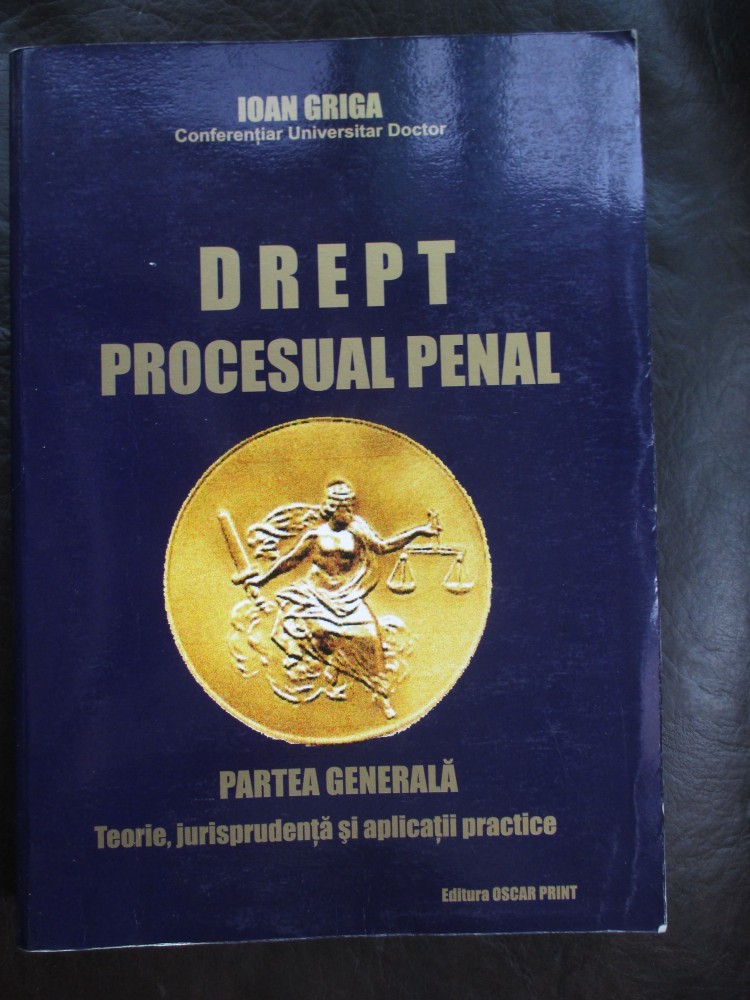 IOAN GRIGA
Conferențiar Universitar Doctor
DREPT
PROCESUAL PENAL
PARTEA GENERALĂ
Teorie, jurisprudență și aplicații practice
Editura OSCAR PRINT